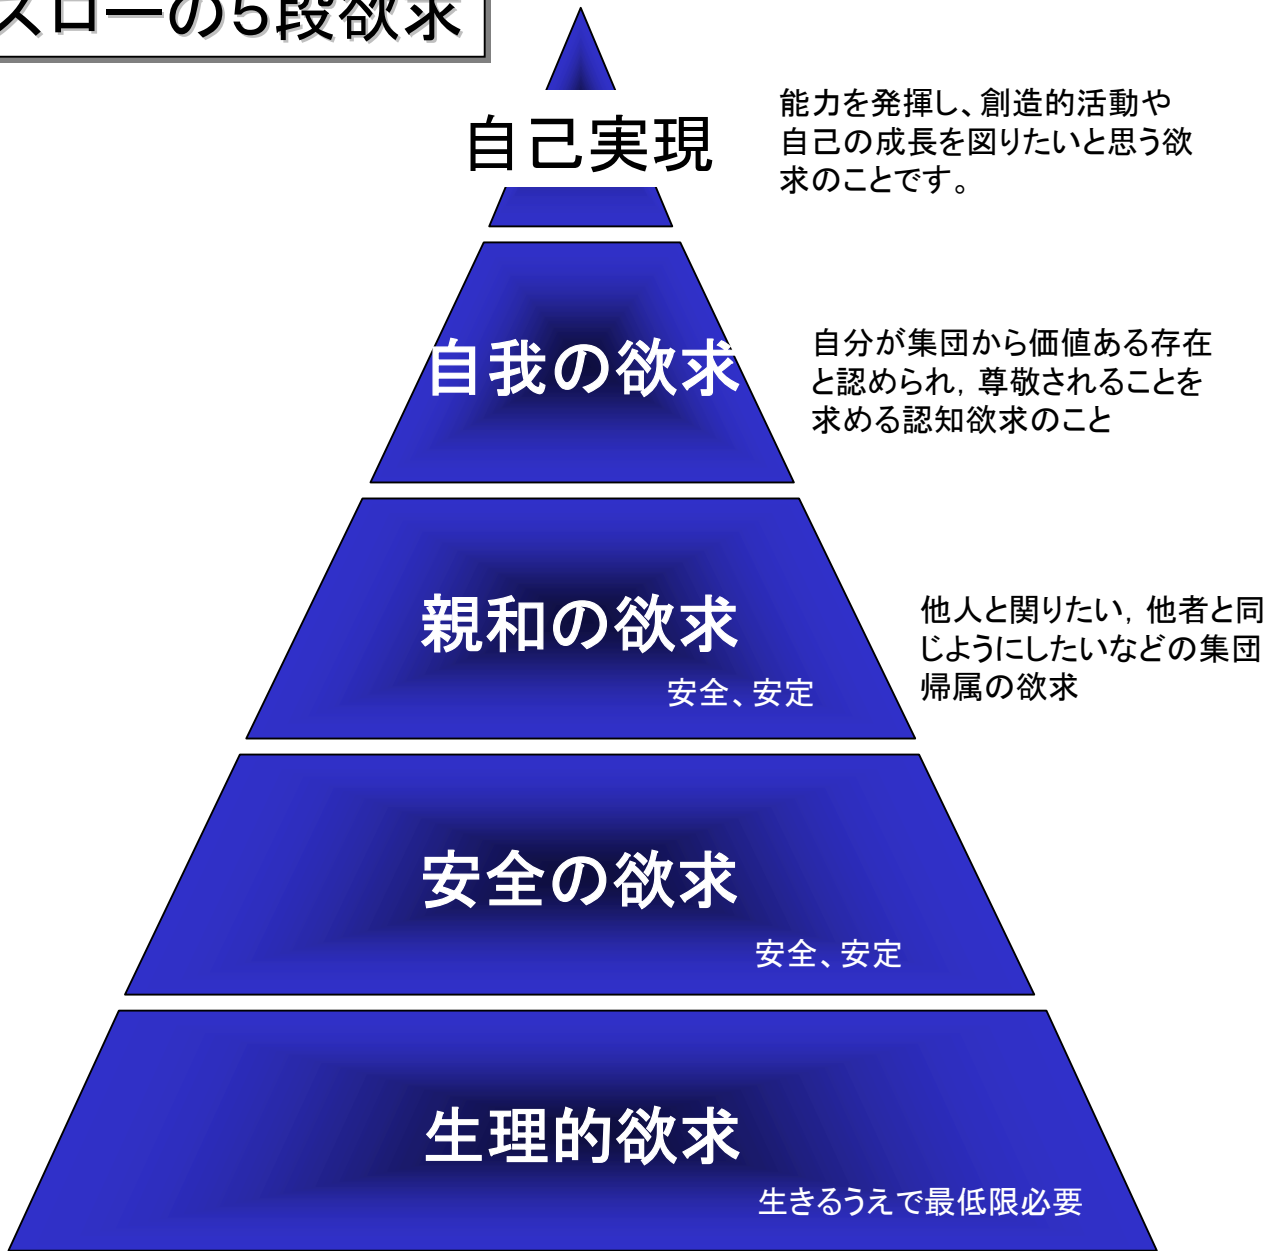 スローの5段欲求
自己実現
能力を発揮し、創造的活動や
自己の成長を図りたいと思う欲
求のことです。
自我の欲求
自分が集団から価値ある存在
と認められ，尊敬されることを
求める認知欲求のこと
親和の欲求
安全、安定
他人と関りたい，他者と同
じようにしたいなどの集団
帰属の欲求
安全の欲求
安全、安定
生理的欲求
生きるうえで最低限必要